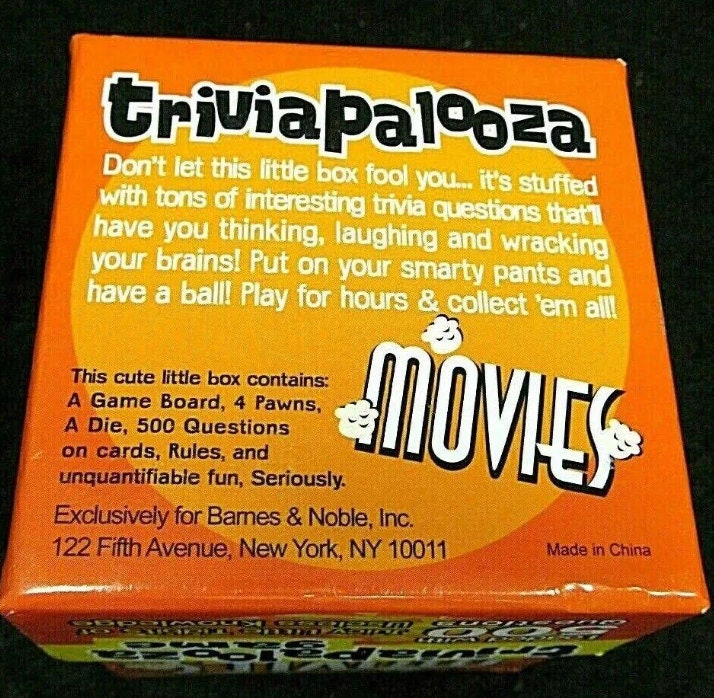 triviapalooza
Don't let this little box fool you... it's stuffed
with tons of interesting trivia questions that'll
have you thinking, laughing and wracking
your brains! Put on your smarty pants and
have a ball! Play for hours & collect 'em all!
MOVIES
This cute little box contains:
A Game Board, 4 Pawns,
A Die, 500 Questions
on cards, Rules, and
unquantifiable fun, Seriously.
Exclusively for Barnes & Noble, Inc.
122 Fifth Avenue, New York, NY 10011
Made in China